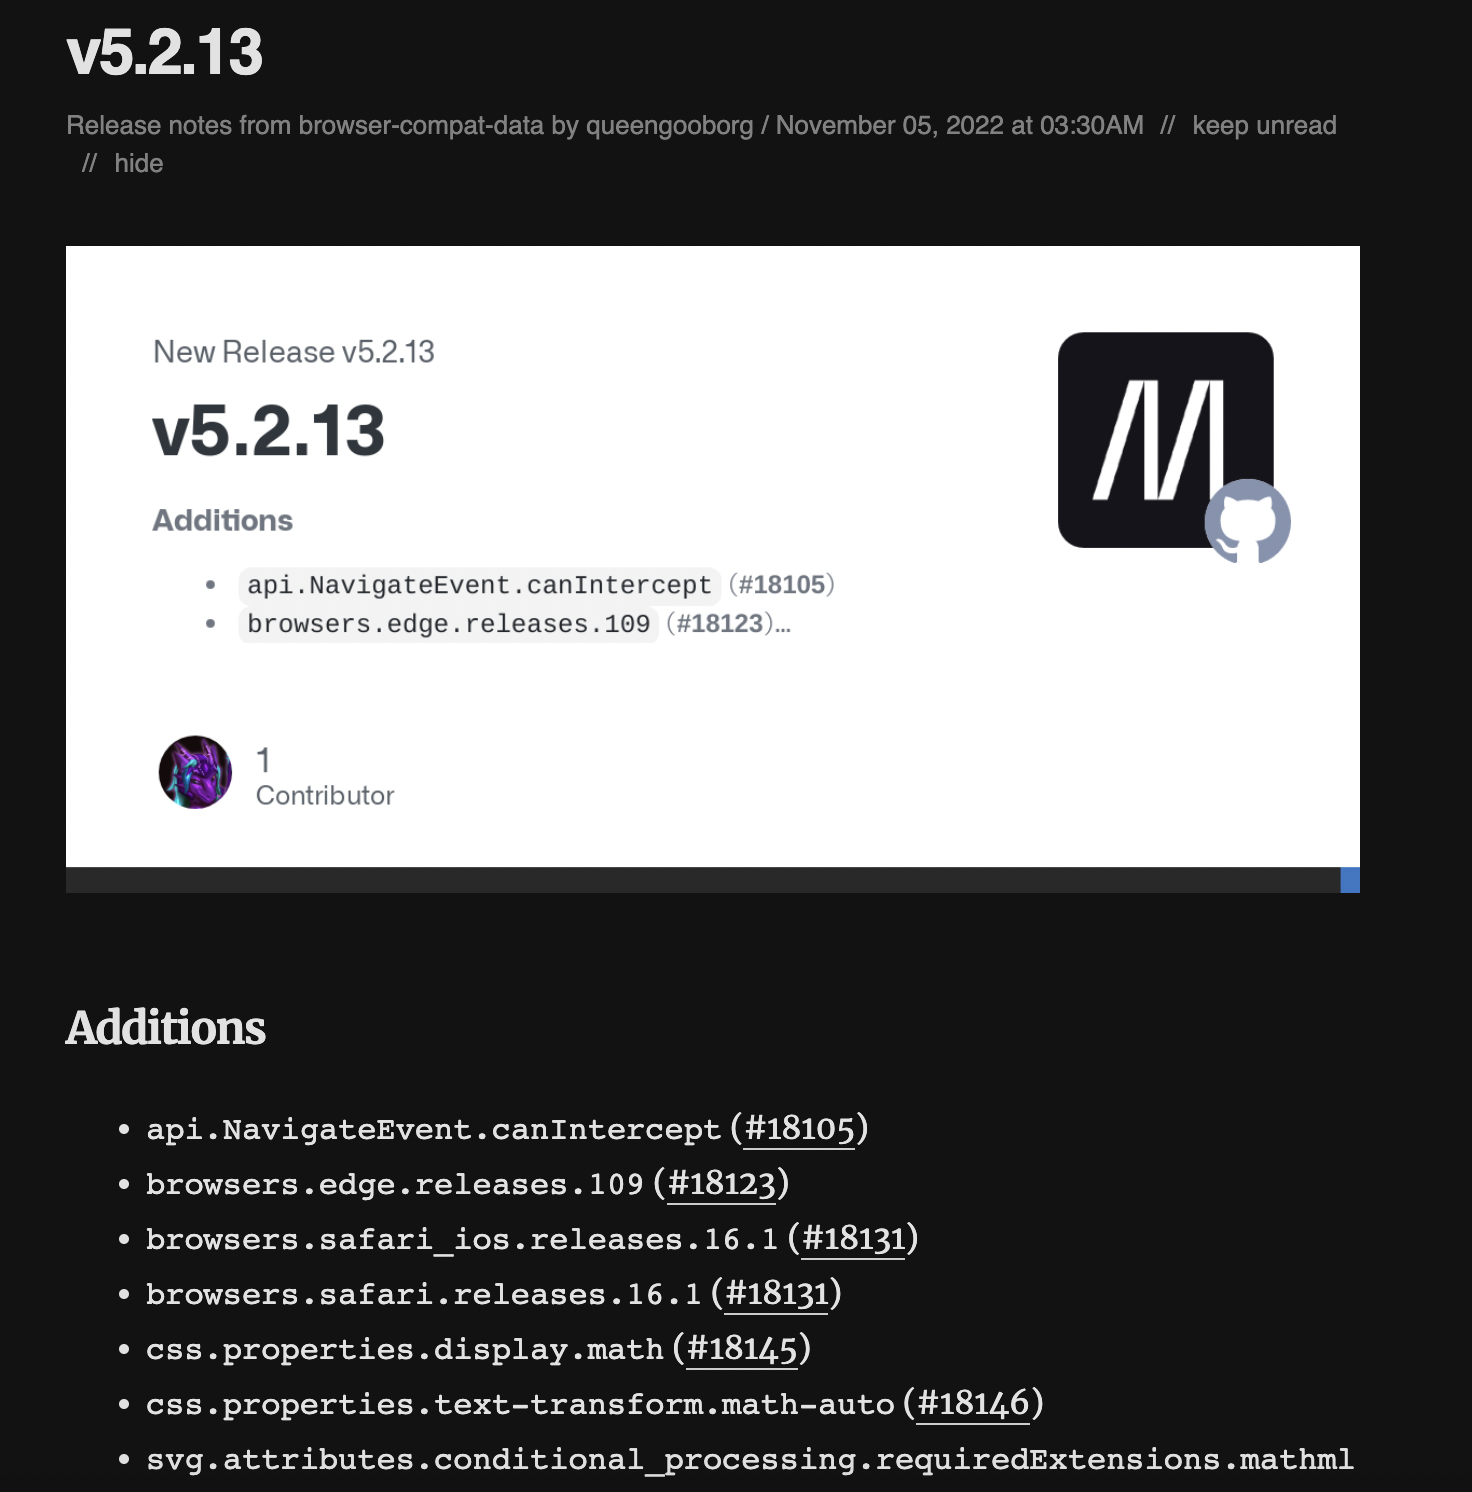 v5.2.13
Release notes from browser-compat-data by queengooborg / November 05, 2022 at 03:30AM // keep unread
// hide
New Release v5.2.13
v5.2.13
Additions
• api.NavigateEvent.canIntercept (#18105)
• browsers.edge.releases.109 (#18123)...
1
Contributor
Additions
• api.NavigateEvent.canIntercept (#18105)
• browsers.edge.releases.109 (#18123)
• browsers.safari_ios.releases.16.1 (#18131)
• browsers.safari.releases.16.1 (#18131)
• css.properties.display.math (#18145)
• css.properties.text-transform.math-auto (#18146)
• svg.attributes.conditional_processing.requiredExtensions.mathml